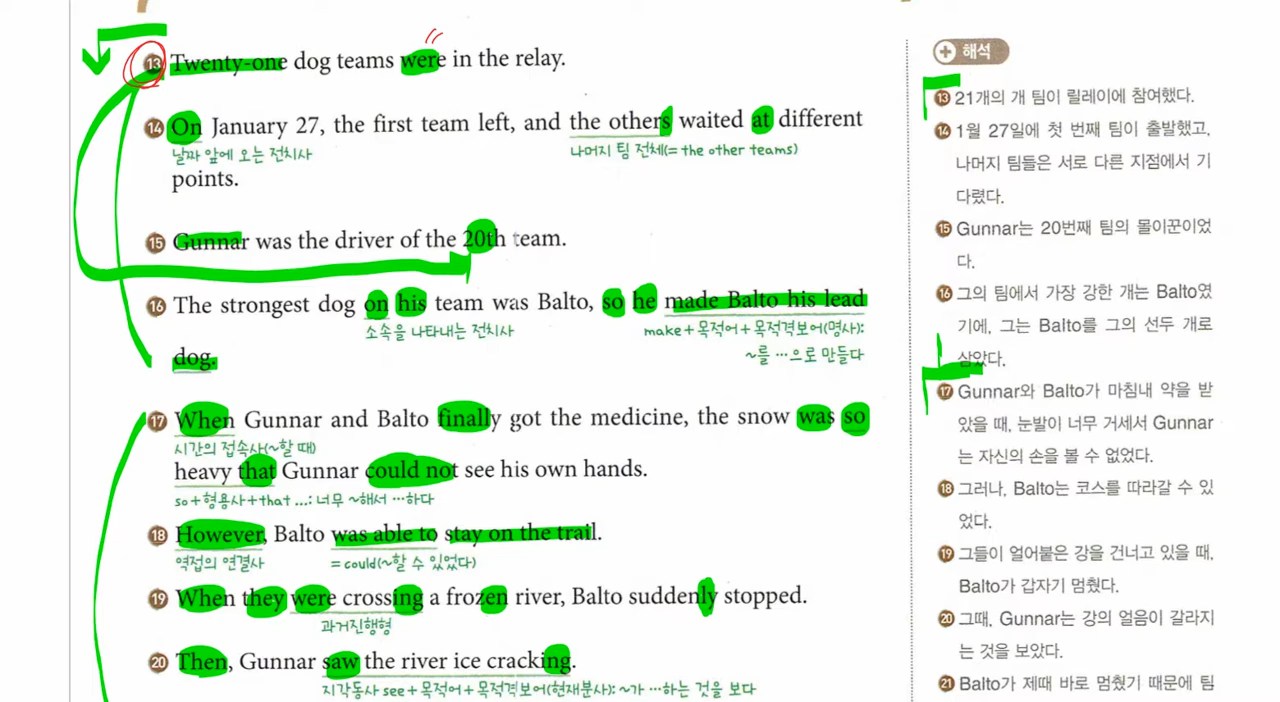 ⑬ Twenty-one dog teams were in the relay.
⑭ On January 27, the first team left, and the others waited at different
날짜 앞에 오는 전치사
나머지 팀 전체(= the other teams)
points.
⑮ Gunnar was the driver of the 20th team.
⑯ The strongest dog on his team was Balto, so he made Balto his lead
소속을 나타내는 전치사
make+목적어+목적격보어(명사):
~를 …으로 만들다
dog.
⑰ When Gunnar and Balto finally got the medicine, the snow was so
시간의 접속사(~할 때)
heavy that Gunnar could not see his own hands.
so+형용사+that …: 너무 ~해서 …하다
⑱ However, Balto was able to stay on the trail.
역접의 연결사
= could(~할 수 있었다)
⑲ When they were crossing a frozen river, Balto suddenly stopped.
과거진행형
⑳ Then, Gunnar saw the river ice cracking.
지각동사 see+목적어+목적격보어(현재분사): ~가 …하는 것을 보다
+ 해석
⑬ 21개의 개 팀이 릴레이에 참여했다.
⑭ 1월 27일에 첫 번째 팀이 출발했고,
나머지 팀들은 서로 다른 지점에서 기
다렸다.
⑮ Gunnar는 20번째 팀의 몰이꾼이었
다.
⑯ 그의 팀에서 가장 강한 개는 Balto였
기에, 그는 Balto를 그의 선두 개로
삼았다.
⑰ Gunnar와 Balto가 마침내 약을 받
았을 때, 눈발이 너무 거세서 Gunnar
는 자신의 손을 볼 수 없었다.
⑱ 그러나, Balto는 코스를 따라갈 수 있
었다.
⑲ 그들이 얼어붙은 강을 건너고 있을 때,
Balto가 갑자기 멈췄다.
⑳ 그때, Gunnar는 강의 얼음이 갈라지
는 것을 보았다.
㉑ Balto가 제때 바로 멈췄기 때문에 팀